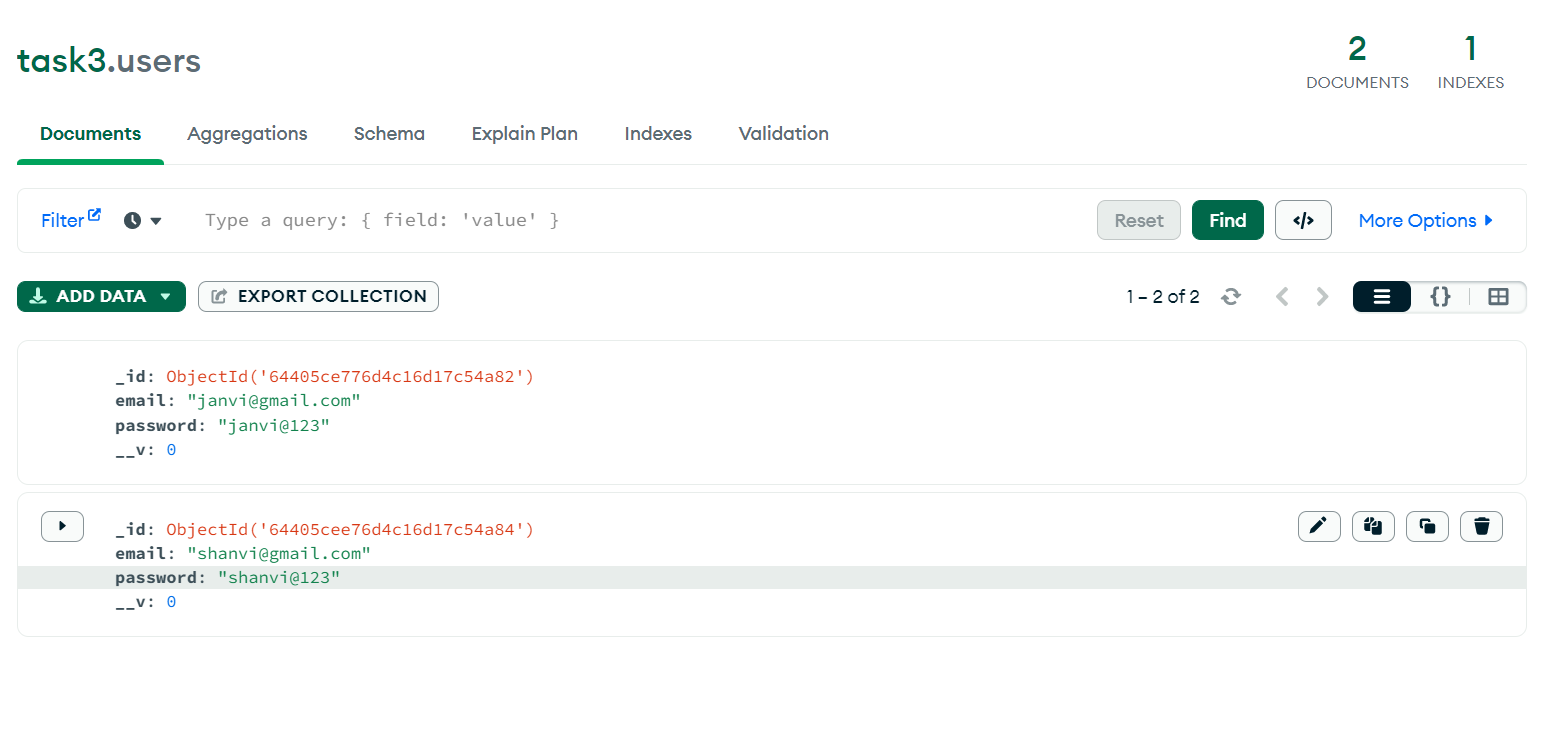 task3.users
2
DOCUMENTS
1
INDEXES
Documents Aggregations Schema Explain Plan Indexes Validation
Filter Type a query: { field: 'value' } Reset Find </> More Options
ADD DATA EXPORT COLLECTION 1 – 2 of 2 {}
_id: ObjectId('64405ce776d4c16d17c54a82')
email: "janvi@gmail.com"
password: "janvi@123"
__v: 0
_id: ObjectId('64405cee76d4c16d17c54a84')
email: "shanvi@gmail.com"
password: "shanvi@123"
__v: 0